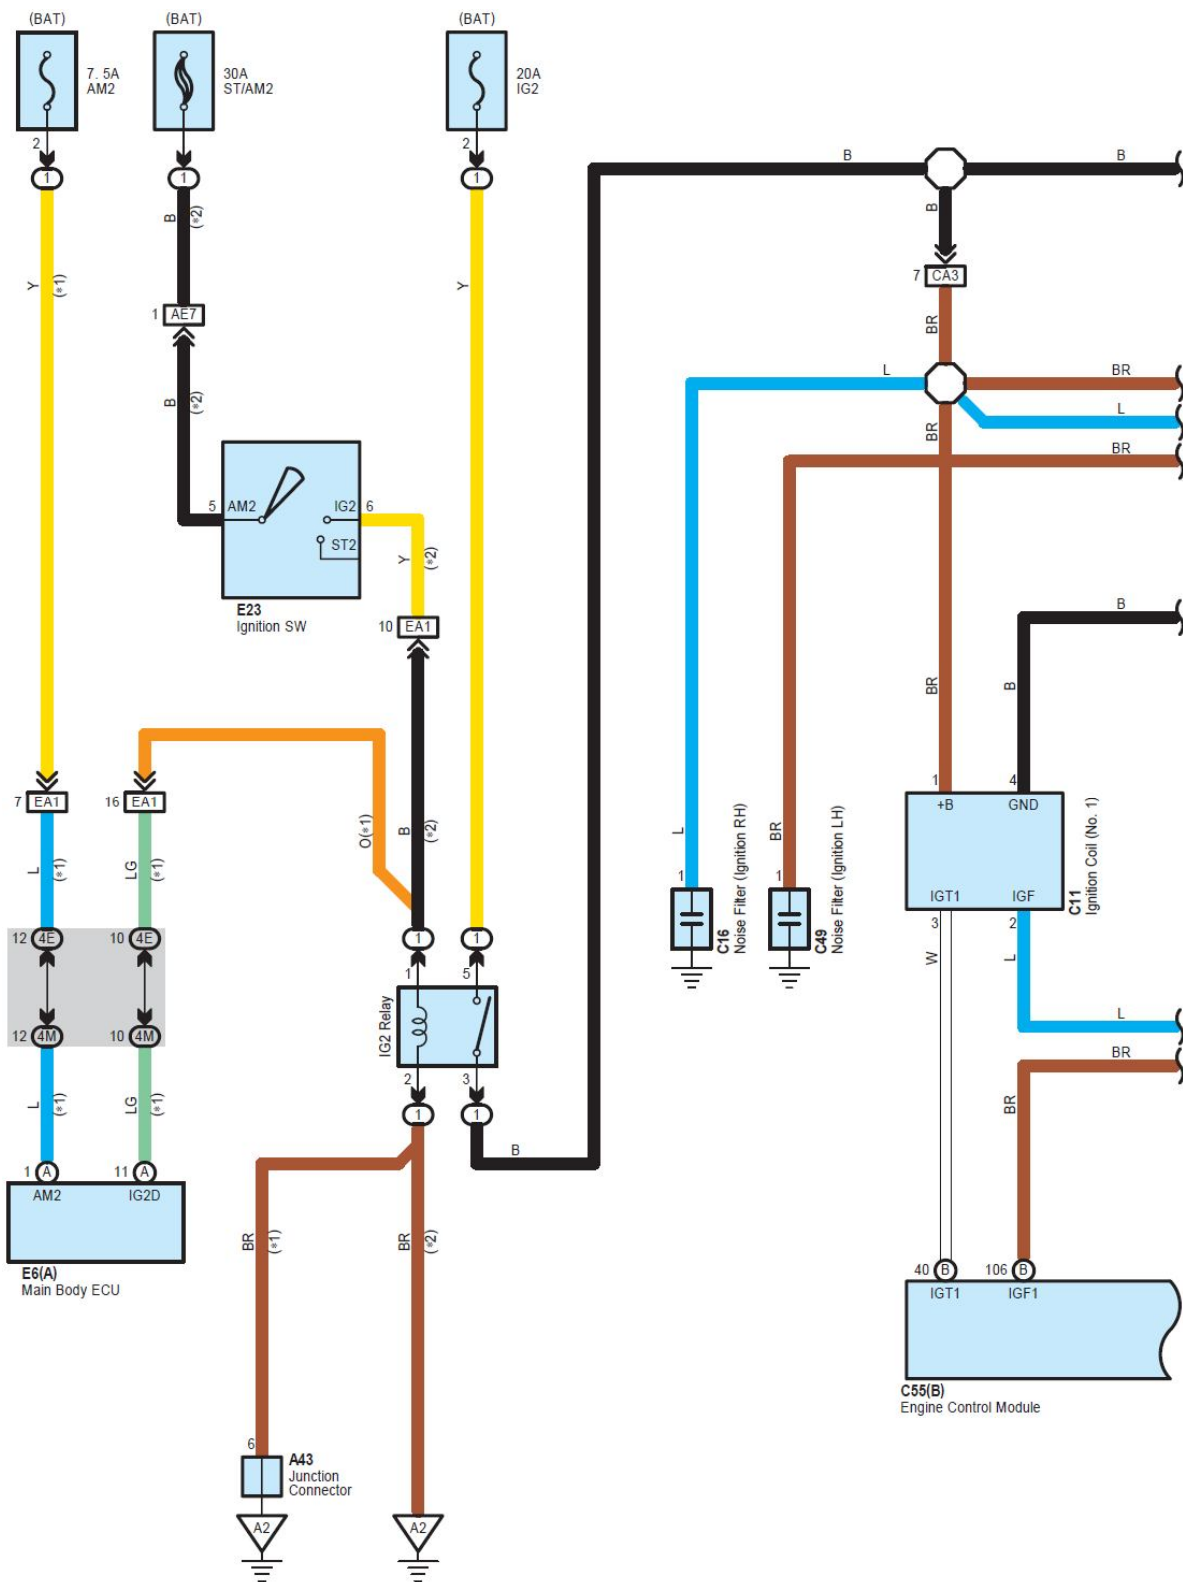 (BAT)
(BAT)
(BAT)
7. 5A
AM2
30A
ST/AM2
20A
IG2
2
2
1
1
1
B
B
B
(*2)
B
Y
(*1)
Y
1
AE7
7
CA3
BR
B
(*2)
L
BR
L
BR
BR
5
AM2
IG2
6
ST2
Y
(*2)
E23
Ignition SW
10
EA1
B
BR
B
7
EA1
16
EA1
1
4
+B
GND
O(*1)
B
(*2)
L
(*1)
LG
(*1)
L
BR
1
1
C16
Noise Filter (Ignition RH)
C49
Noise Filter (Ignition LH)
C11
Ignition Coil (No. 1)
IGT1
IGF
3
2
12
4E
10
4E
1
1
W
L
1
5
IG2 Relay
L
12
4M
10
4M
BR
2
3
1
1
L
(*1)
LG
(*1)
BR
B
1
A
11
A
AM2
IG2D
BR
(*1)
BR
(*2)
E6(A)
Main Body ECU
40
B
106
B
IGT1
IGF1
C55(B)
Engine Control Module
6
A43
Junction
Connector
A2
A2